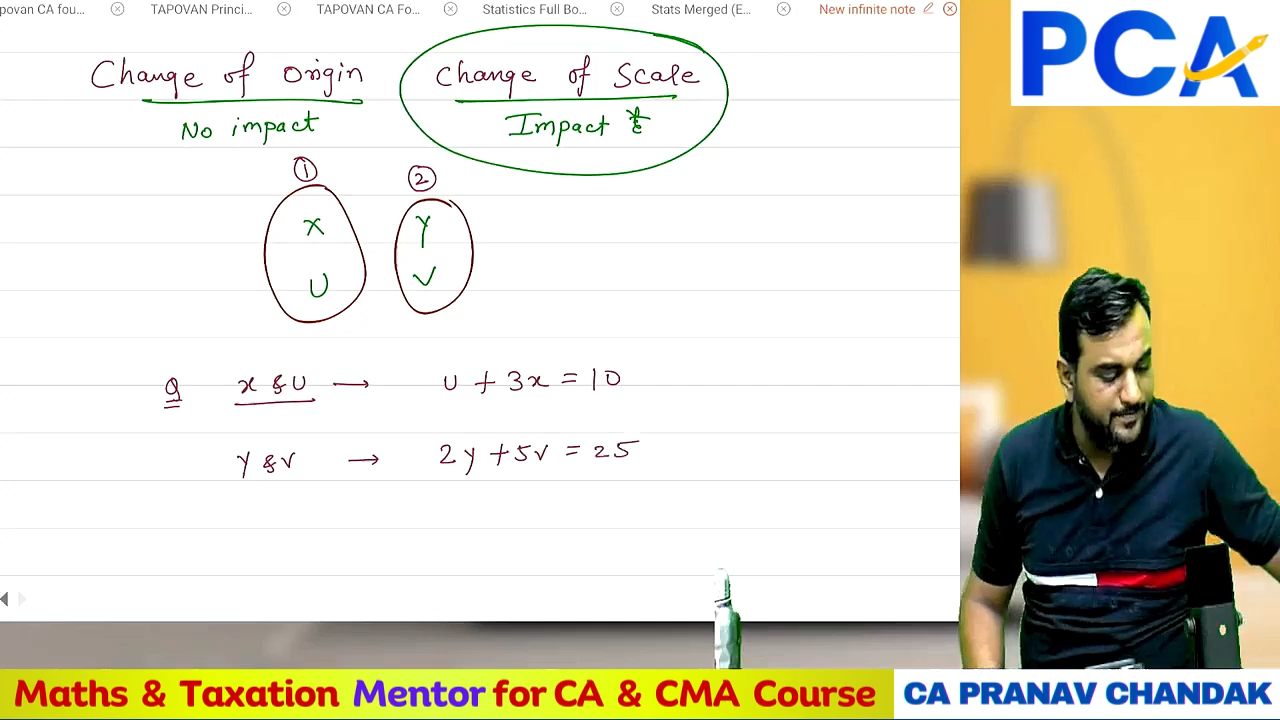 povan CA fou...
TAPOVAN Princi...
TAPOVAN CA Fo...
Statistics Full Bo...
Stats Merged (E...
New infinite note
PCA
Change of Origin
No impact
Change of Scale
Impact
① ②
X Y
U V
Q x & U → U + 3x = 10
y & v → 2y + 5v = 25
Maths & Taxation Mentor for CA & CMA Course
CA PRANAV CHANDAK